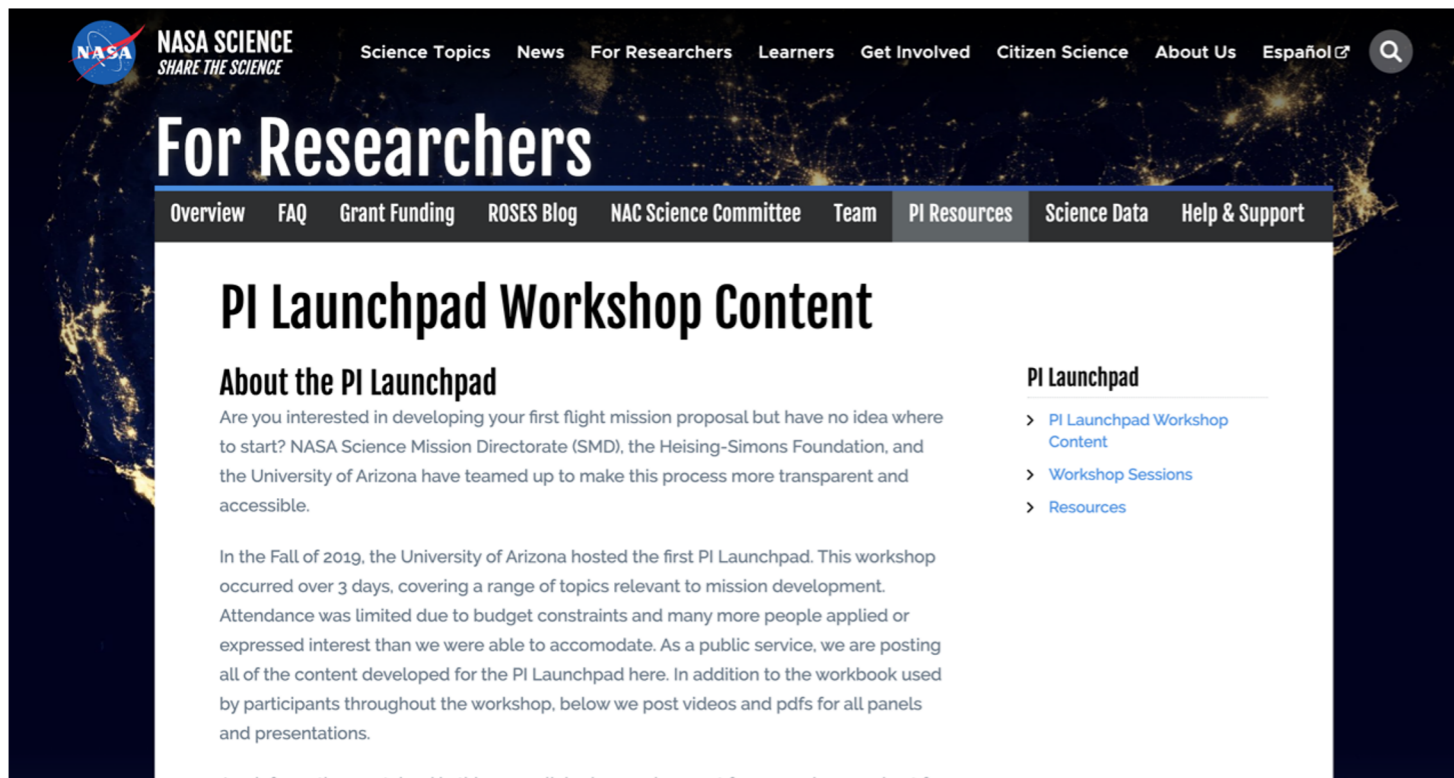 NASA
NASA SCIENCE
SHARE THE SCIENCE
Science Topics News For Researchers Learners Get Involved Citizen Science About Us Español
For Researchers
Overview FAQ Grant Funding ROSES Blog NAC Science Committee Team PI Resources Science Data Help & Support
PI Launchpad Workshop Content
About the PI Launchpad
Are you interested in developing your first flight mission proposal but have no idea where
to start? NASA Science Mission Directorate (SMD), the Heising-Simons Foundation, and
the University of Arizona have teamed up to make this process more transparent and
accessible.
In the Fall of 2019, the University of Arizona hosted the first PI Launchpad. This workshop
occurred over 3 days, covering a range of topics relevant to mission development.
Attendance was limited due to budget constraints and many more people applied or
expressed interest than we were able to accomodate. As a public service, we are posting
all of the content developed for the PI Launchpad here. In addition to the workbook used
by participants throughout the workshop, below we post videos and pdfs for all panels
and presentations.
PI Launchpad
PI Launchpad Workshop
Content
Workshop Sessions
Resources